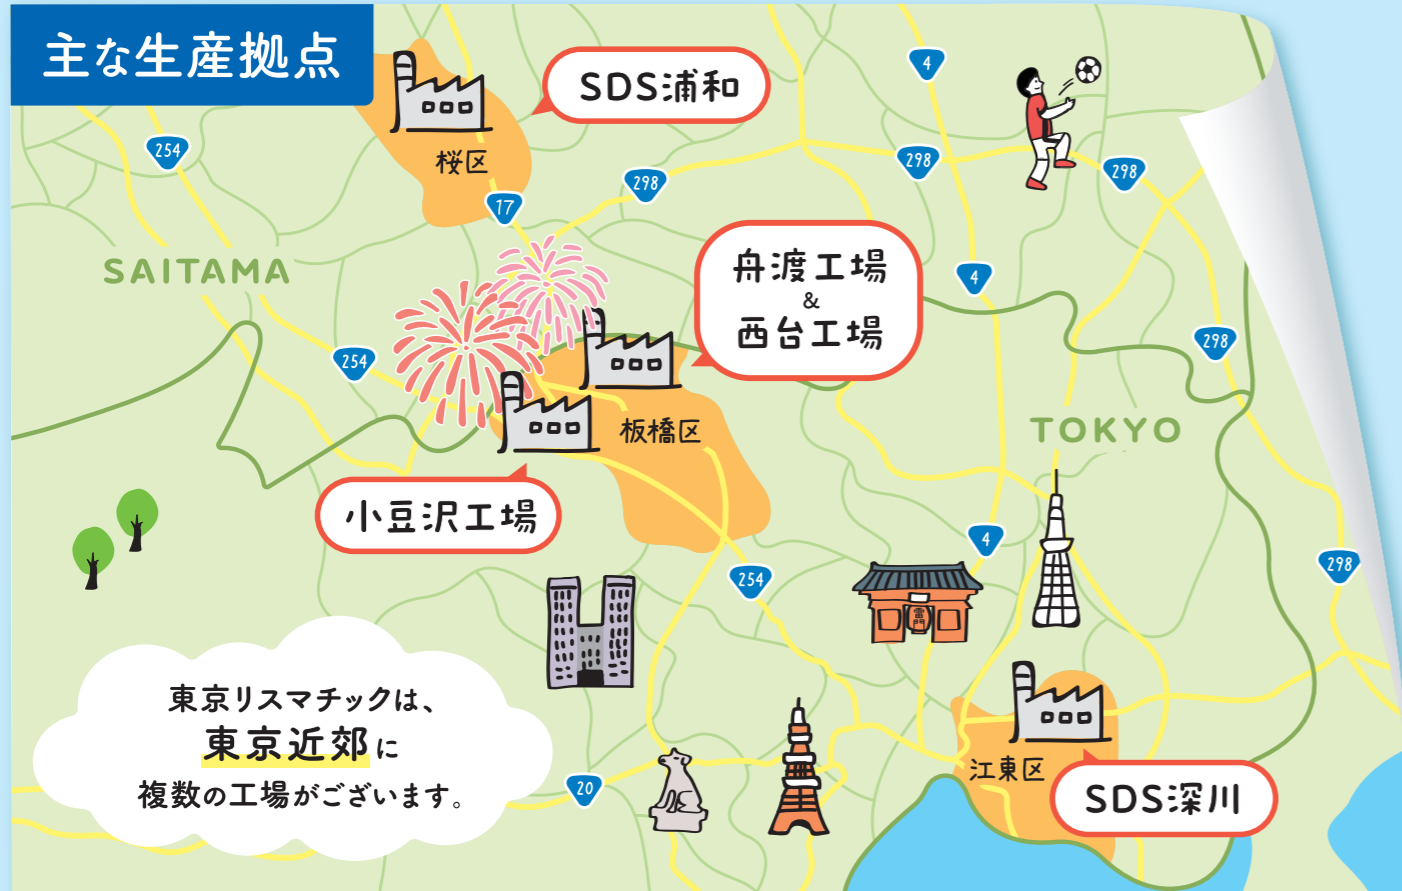 主な生産拠点
SDS浦和
桜区
4
254
298
298
298
17
SAITAMA
舟渡工場
&
西台工場
4
254
298
板橋区
TOKYO
小豆沢工場
4
雷門
254
298
東京リスマチックは、
東京近郊に
複数の工場がございます。
20
江東区
SDS深川